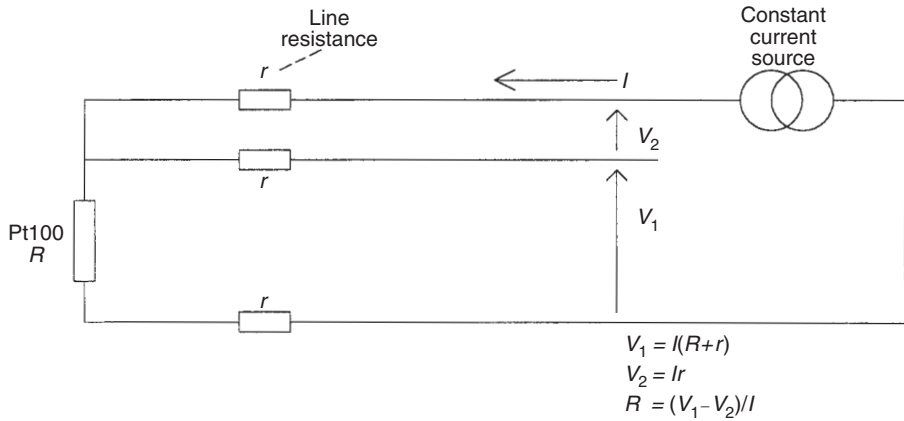 Line
resistance
r
I
Constant
current
source
V₂
r
V₁
Pt100
R
r
V₁ = I(R+r)
V₂ = Ir
R = (V₁–V₂)/I